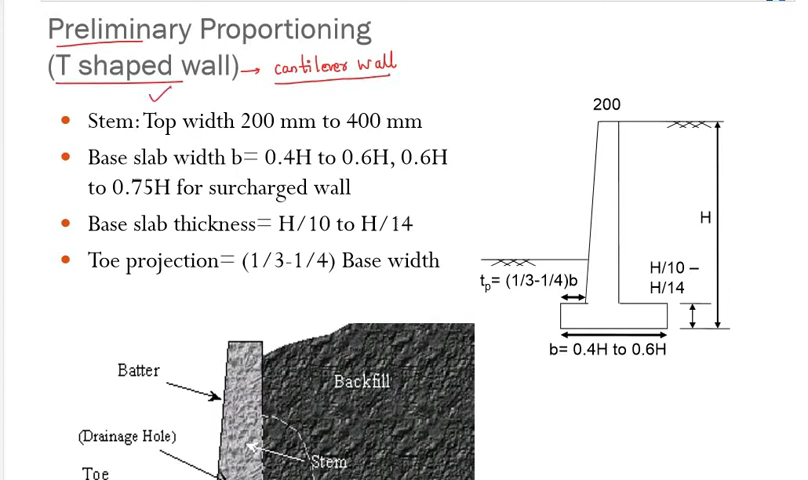 Preliminary Proportioning
(T shaped wall) → cantilever wall
• Stem: Top width 200 mm to 400 mm
• Base slab width b= 0.4H to 0.6H, 0.6H
to 0.75H for surcharged wall
• Base slab thickness= H/10 to H/14
• Toe projection= (1/3-1/4) Base width
200
H
H/10 –
H/14
tp= (1/3-1/4)b
b= 0.4H to 0.6H
Batter
Backfill
(Drainage Hole)
Stem
Toe